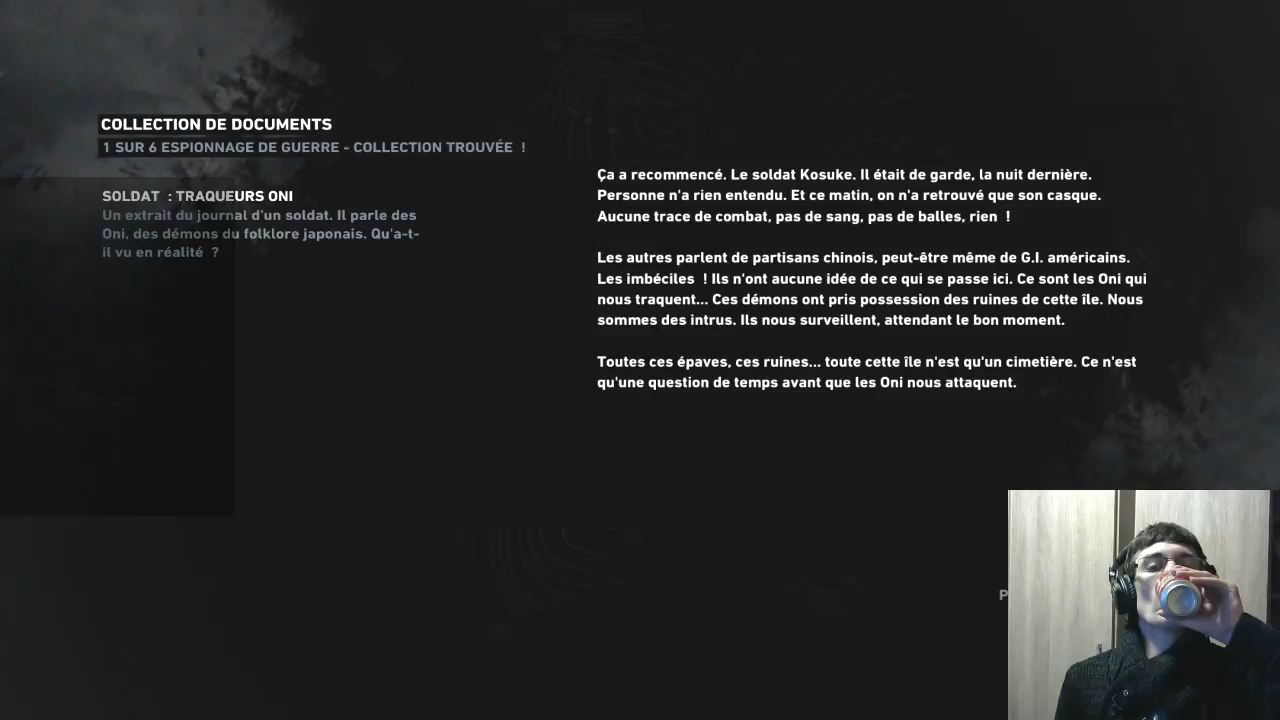 COLLECTION DE DOCUMENTS
1 SUR 6 ESPIONNAGE DE GUERRE - COLLECTION TROUVÉE !
SOLDAT : TRAQUEURS ONI
Un extrait du journal d'un soldat. Il parle des
Oni, des démons du folklore japonais. Qu'a-t-
il vu en réalité ?
Ça a recommencé. Le soldat Kosuke. Il était de garde, la nuit dernière.
Personne n'a rien entendu. Et ce matin, on n'a retrouvé que son casque.
Aucune trace de combat, pas de sang, pas de balles, rien !
Les autres parlent de partisans chinois, peut-être même de G.I. américains.
Les imbéciles ! Ils n'ont aucune idée de ce qui se passe ici. Ce sont les Oni qui
nous traquent... Ces démons ont pris possession des ruines de cette île. Nous
sommes des intrus. Ils nous surveillent, attendant le bon moment.
Toutes ces épaves, ces ruines... toute cette île n'est qu'un cimetière. Ce n'est
qu'une question de temps avant que les Oni nous attaquent.
P